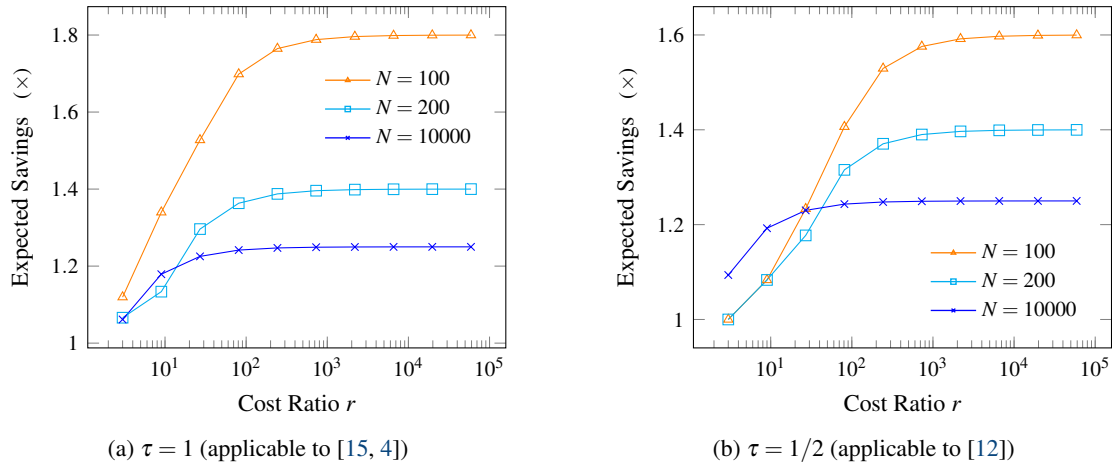 1.8
1.6
1.4
1.2
1
Expected Savings (×)
N = 100
N = 200
N = 10000
10^1 10^2 10^3 10^4 10^5
Cost Ratio r
(a) τ = 1 (applicable to [15, 4])
1.6
1.4
1.2
1
Expected Savings (×)
N = 100
N = 200
N = 10000
10^1 10^2 10^3 10^4 10^5
Cost Ratio r
(b) τ = 1/2 (applicable to [12])